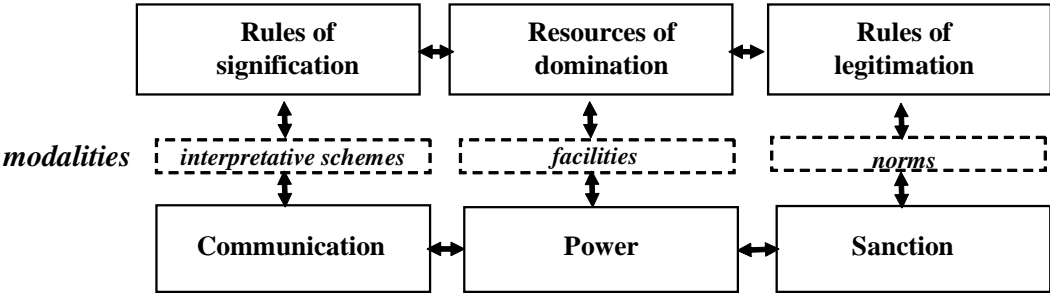 Rules of
signification
Resources of
domination
Rules of
legitimation
modalities
interpretative schemes
facilities
norms
Communication
Power
Sanction